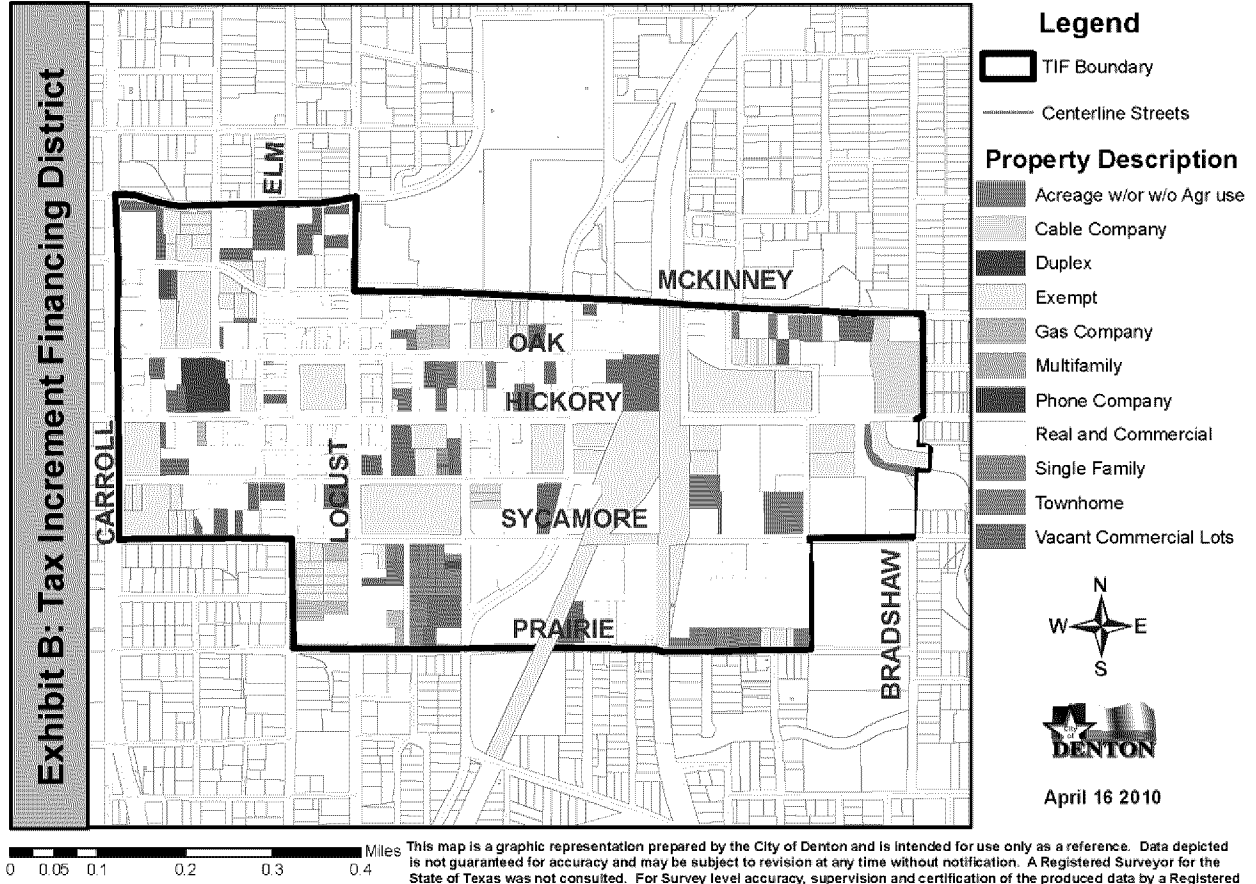 Exhibit B: Tax Increment Financing District
ELM
MCKINNEY
OAK
HICKORY
CARROLL
LOCUST
SYCAMORE
PRAIRIE
BRADSHAW
Legend
TIF Boundary
Centerline Streets
Property Description
Acreage w/or w/o Agr use
Cable Company
Duplex
Exempt
Gas Company
Multifamily
Phone Company
Real and Commercial
Single Family
Townhome
Vacant Commercial Lots
N
W E
S
City
of
DENTON
April 16 2010
Miles
0 0.05 0.1 0.2 0.3 0.4
This map is a graphic representation prepared by the City of Denton and is intended for use only as a reference. Data depicted
is not guaranteed for accuracy and may be subject to revision at any time without notification. A Registered Surveyor for the
State of Texas was not consulted. For Survey level accuracy, supervision and certification of the produced data by a Registered